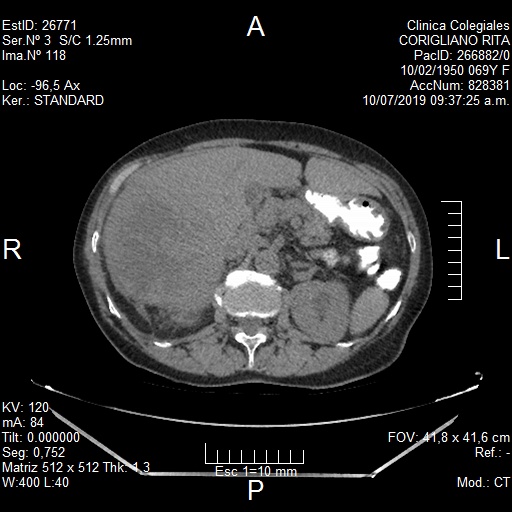 EstID: 26771
Ser.Nº 3 S/C 1.25mm
Ima.Nº 118
Loc: -96,5 Ax
Ker.: STANDARD
A
Clinica Colegiales
CORIGLIANO RITA
PacID: 266882/0
10/02/1950 069Y F
AccNum: 828381
10/07/2019 09:37:25 a.m.
R
L
KV: 120
mA: 84
Tilt: 0.000000
Seg: 0,752
Matriz 512 x 512 Thk: 1.3
W:400 L:40
Esc 1=10 mm
P
FOV: 41,8 x 41,6 cm
Ref.: -
Mod.: CT